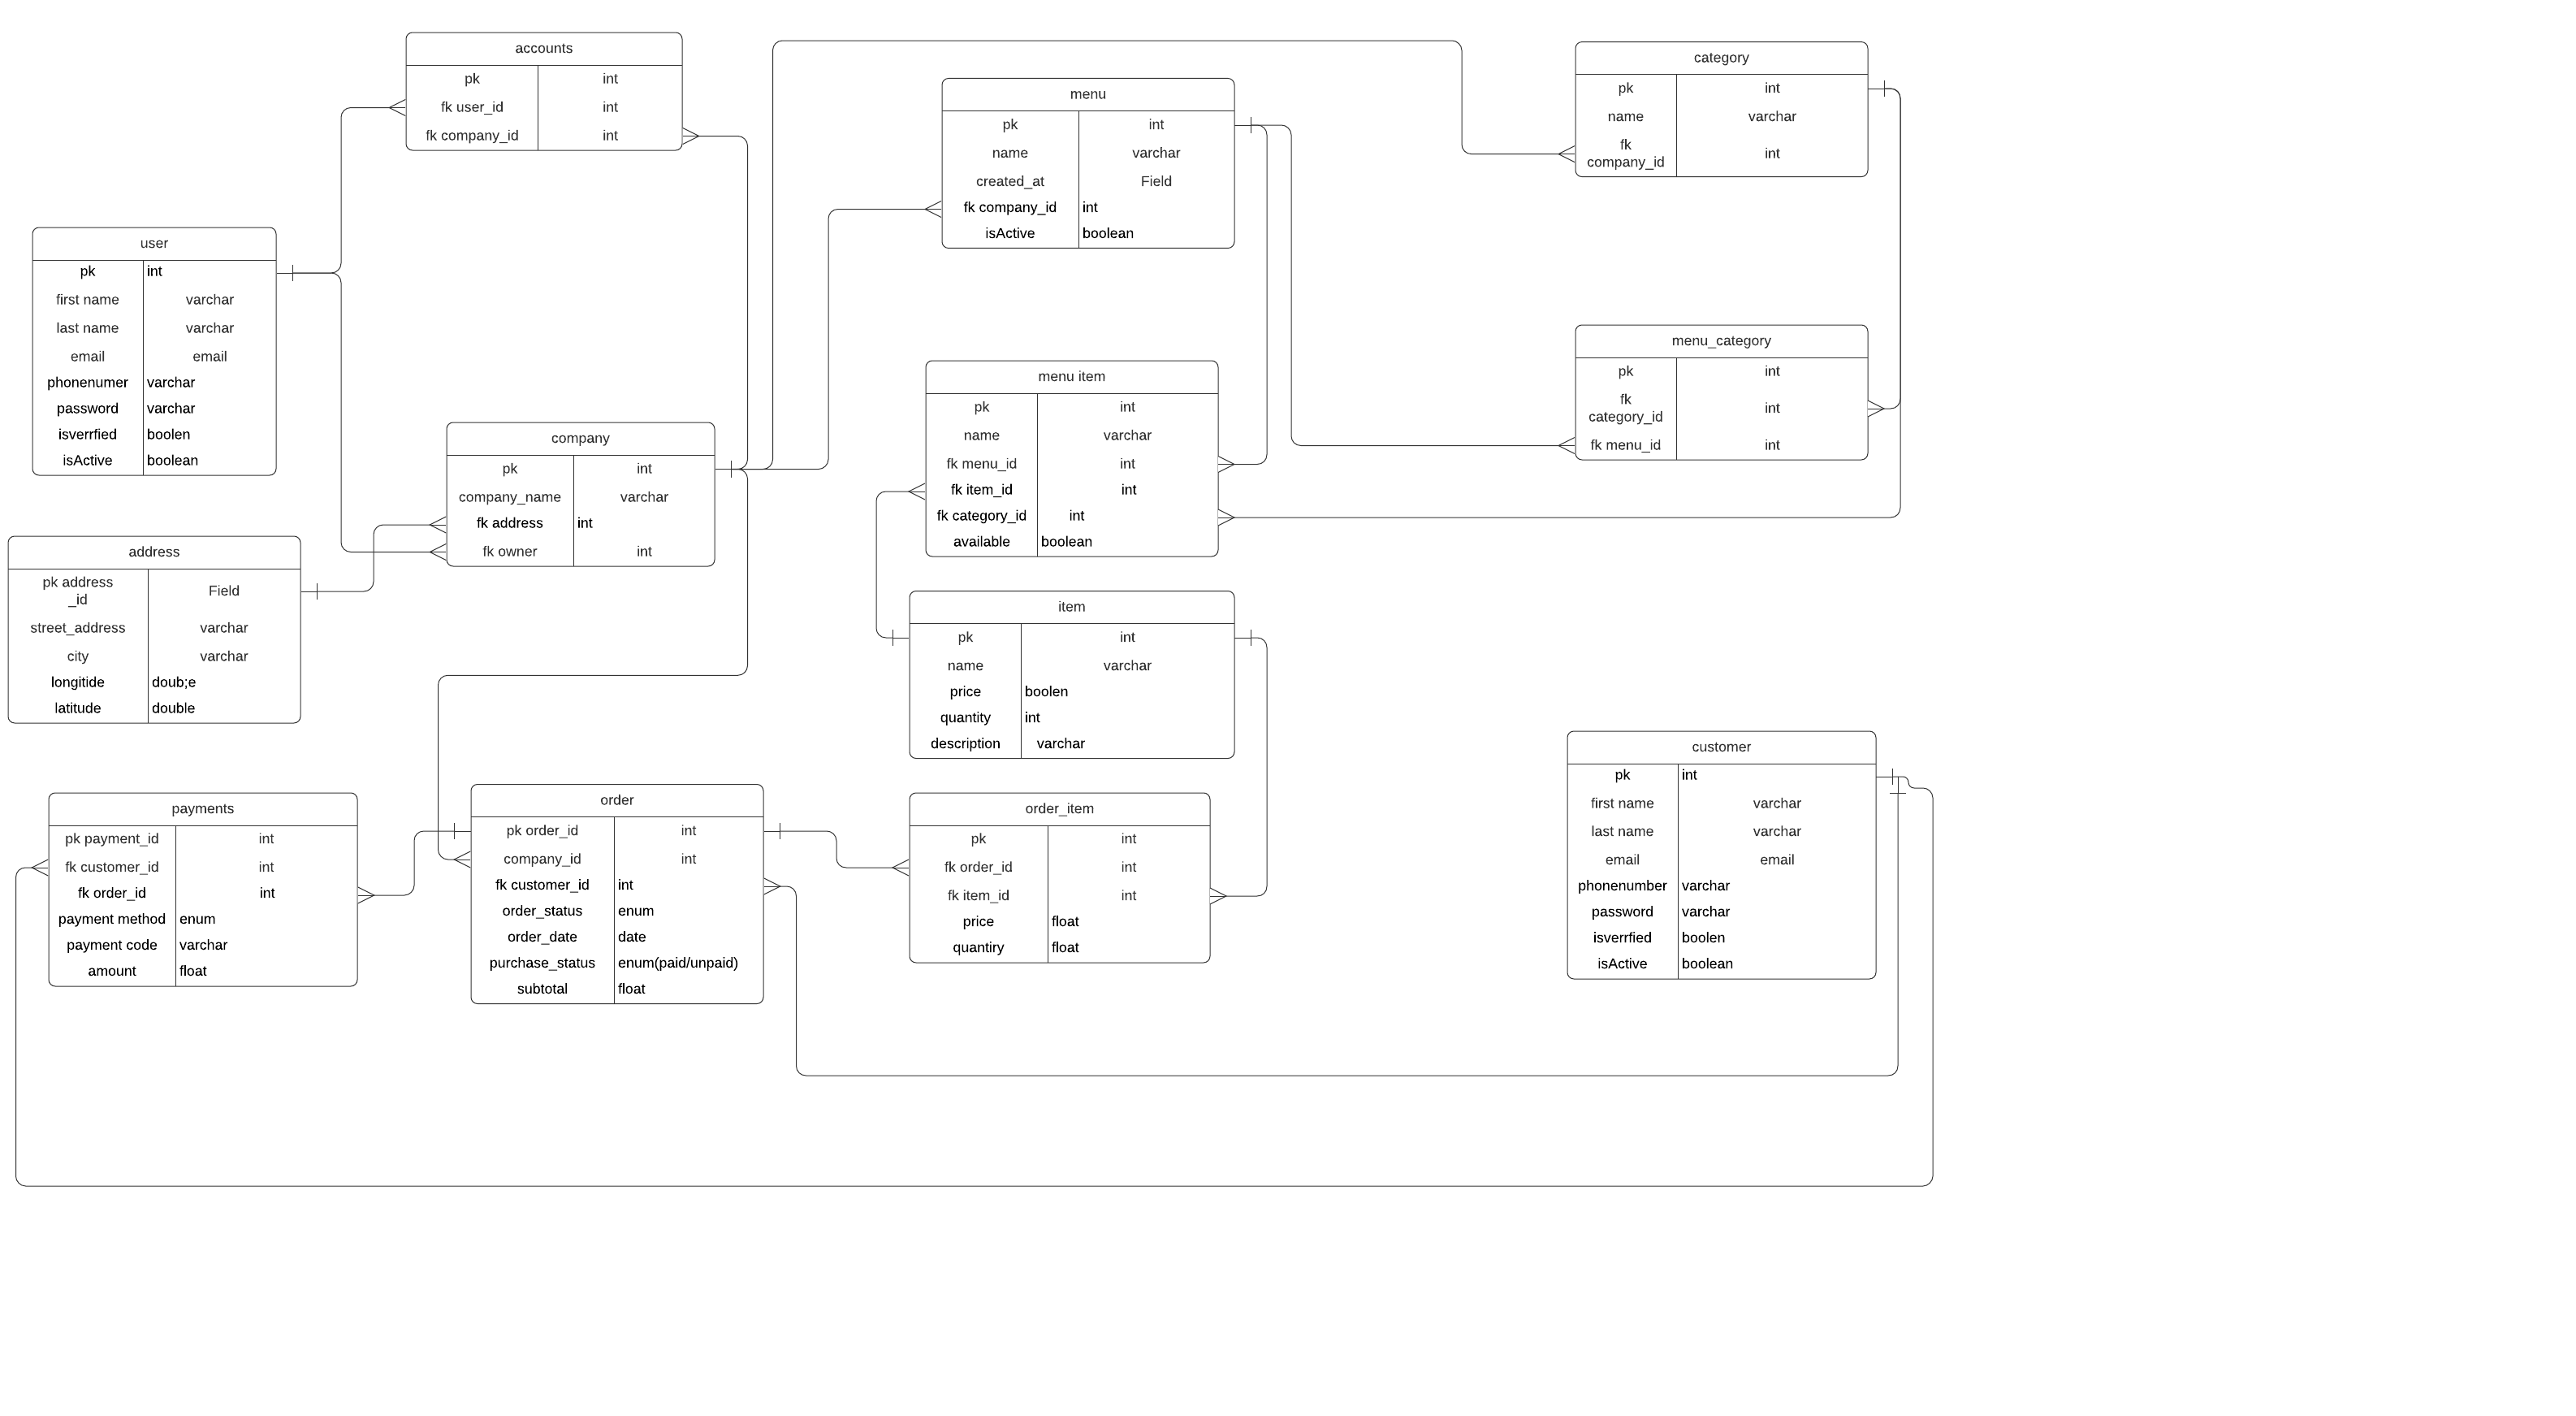 accounts
pk int
fk user_id int
fk company_id int
category
pk int
name varchar
fk
company_id int
menu
pk int
name varchar
created_at Field
fk company_id int
isActive boolean
user
pk int
first name varchar
last name varchar
email email
phonenumer varchar
password varchar
isverrfied boolen
isActive boolean
menu_category
pk int
fk
category_id int
fk menu_id int
menu item
pk int
name varchar
fk menu_id int
fk item_id int
fk category_id int
available boolean
company
pk int
company_name varchar
fk address int
fk owner int
address
pk address
_id Field
street_address varchar
city varchar
longitide doub;e
latitude double
item
pk int
name varchar
price boolen
quantity int
description varchar
customer
pk int
first name varchar
last name varchar
email email
phonenumber varchar
password varchar
isverrfied boolen
isActive boolean
payments
pk payment_id int
fk customer_id int
fk order_id int
payment method enum
payment code varchar
amount float
order
pk order_id int
company_id int
fk customer_id int
order_status enum
order_date date
purchase_status enum(paid/unpaid)
subtotal float
order_item
pk int
fk order_id int
fk item_id int
price float
quantiry float